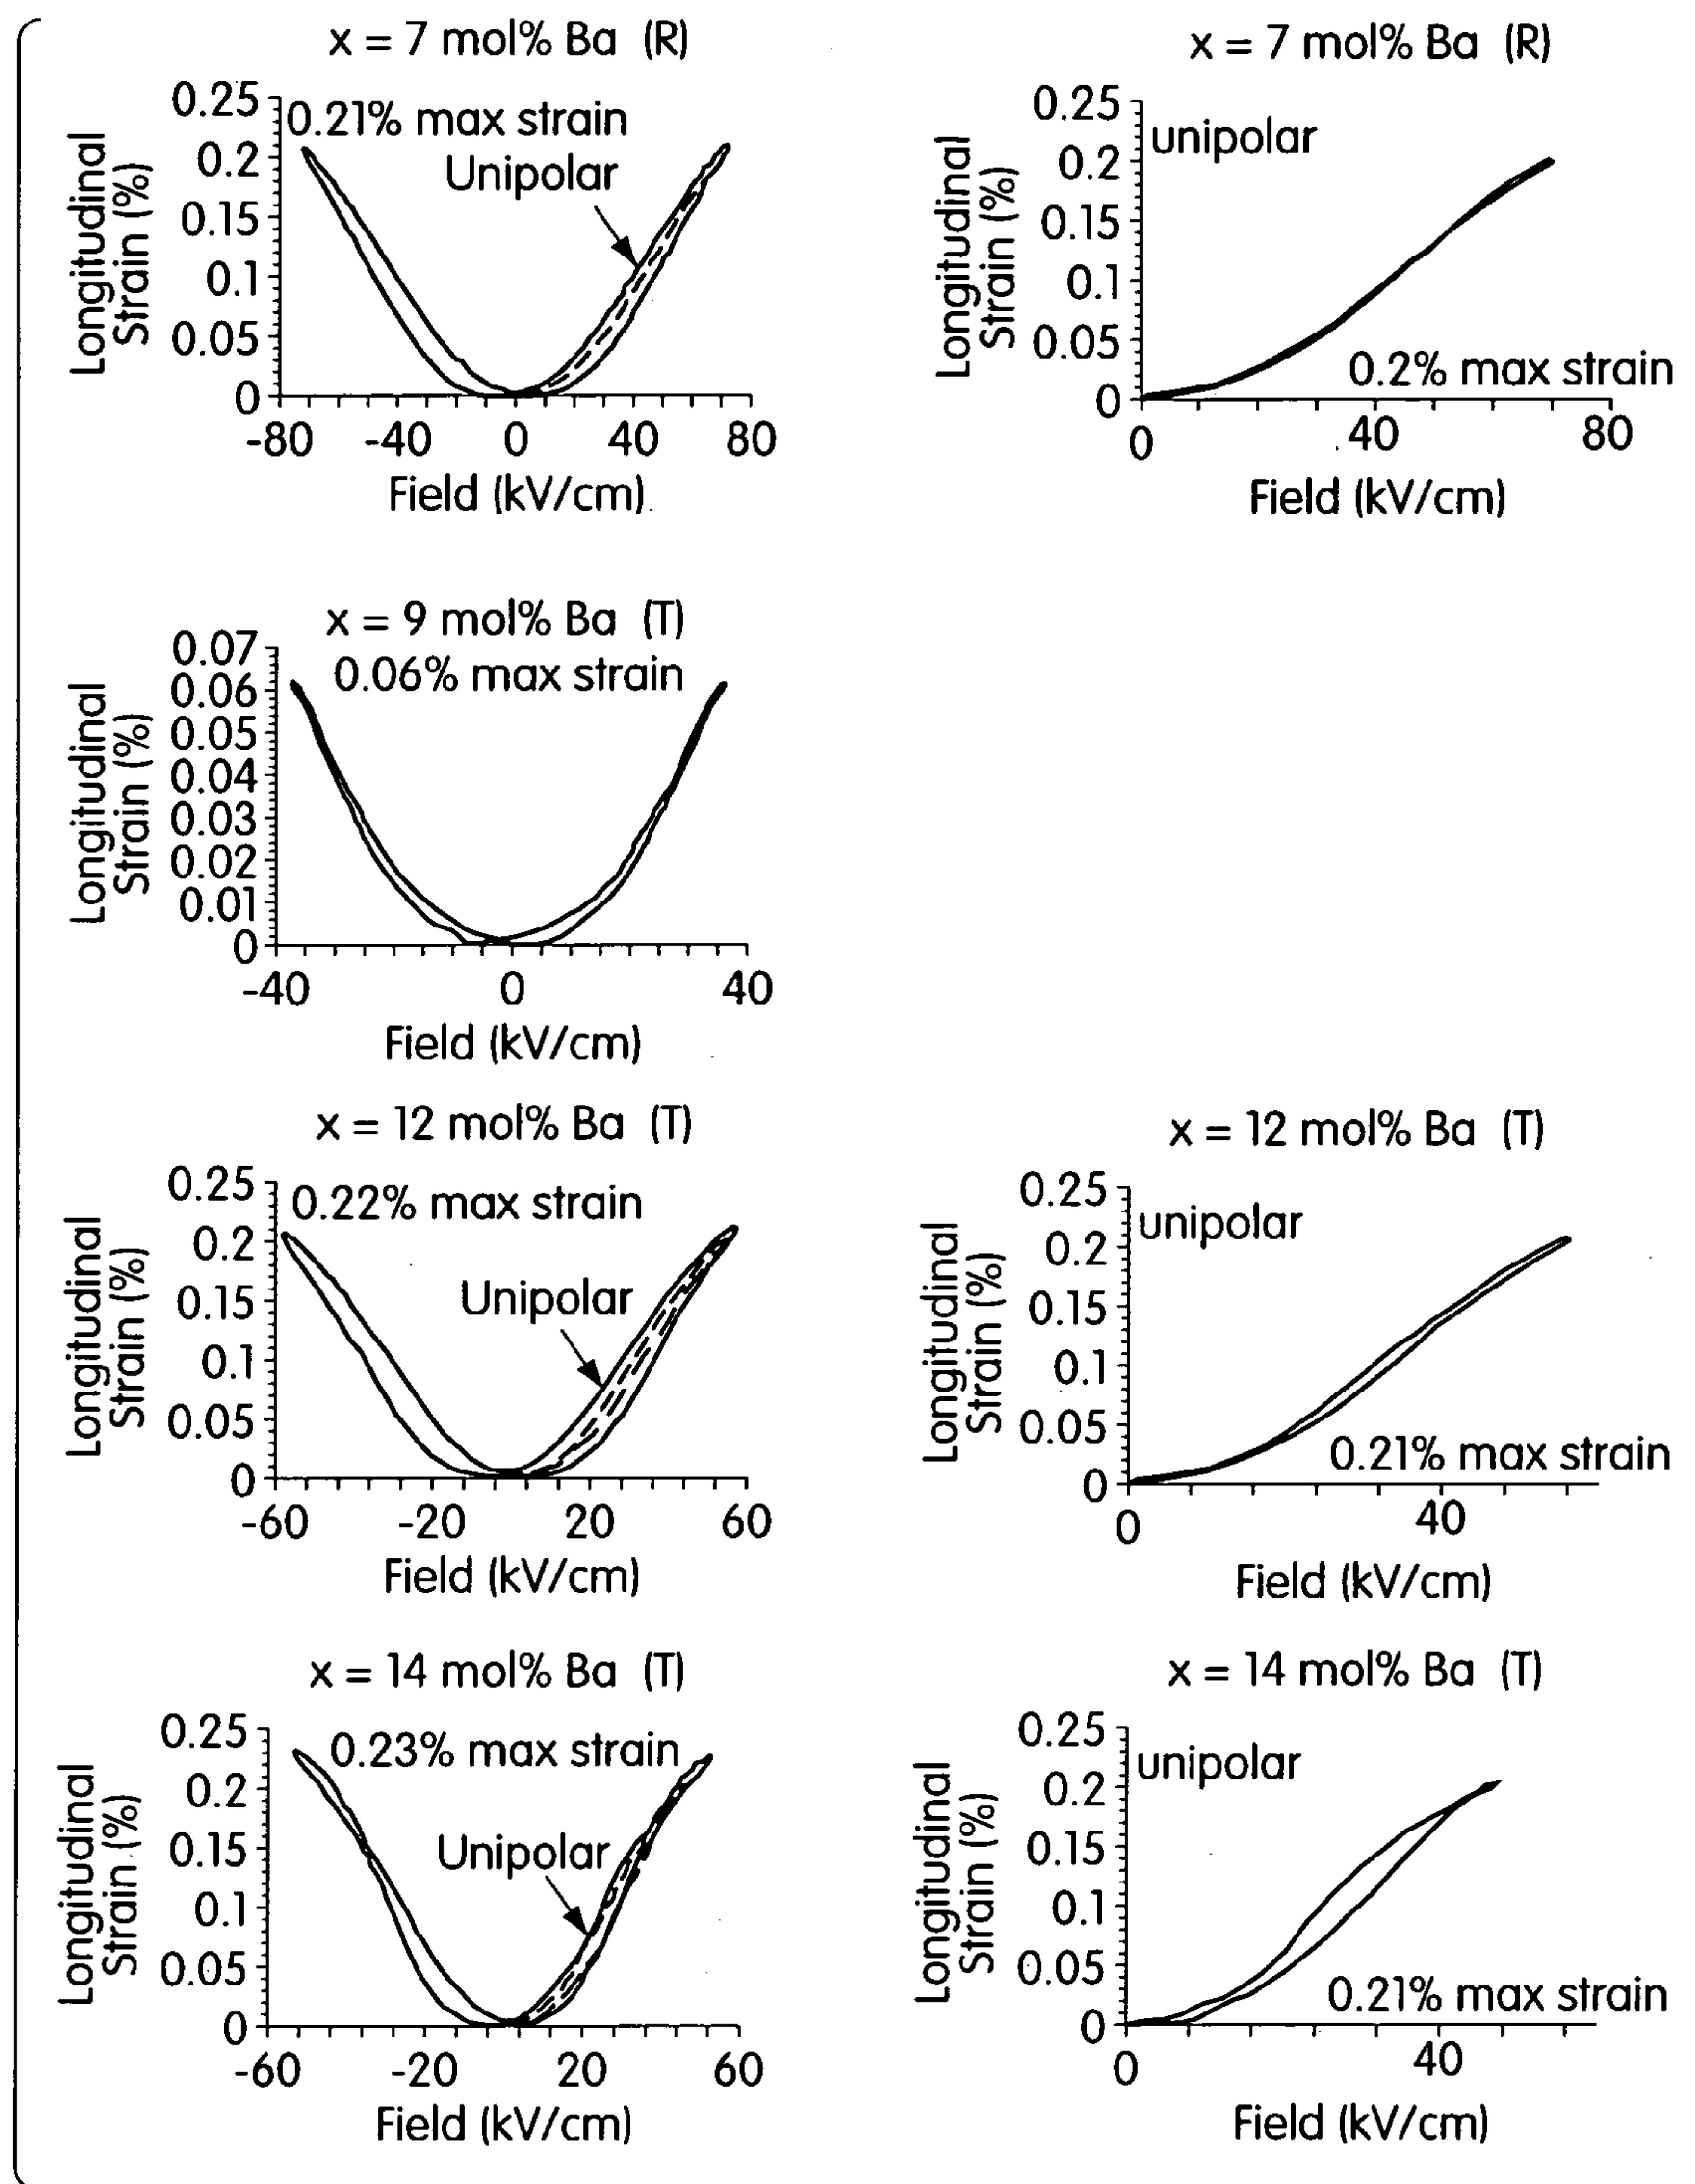 x = 7 mol% Ba (R)
0.21% max strain
Unipolar
Longitudinal
Strain (%)
0.25
0.2
0.15
0.1
0.05
0
-80 -40 0 40 80
Field (kV/cm)
x = 7 mol% Ba (R)
unipolar
Longitudinal
Strain (%)
0.25
0.2
0.15
0.1
0.05
0
0.2% max strain
0 40 80
Field (kV/cm)
x = 9 mol% Ba (T)
0.06% max strain
Longitudinal
Strain (%)
0.07
0.06
0.05
0.04
0.03
0.02
0.01
0
-40 0 40
Field (kV/cm)
x = 12 mol% Ba (T)
0.22% max strain
Unipolar
Longitudinal
Strain (%)
0.25
0.2
0.15
0.1
0.05
0
-60 -20 20 60
Field (kV/cm)
x = 12 mol% Ba (T)
unipolar
Longitudinal
Strain (%)
0.25
0.2
0.15
0.1
0.05
0
0.21% max strain
0 40
Field (kV/cm)
x = 14 mol% Ba (T)
0.23% max strain
Unipolar
Longitudinal
Strain (%)
0.25
0.2
0.15
0.1
0.05
0
-60 -20 20 60
Field (kV/cm)
x = 14 mol% Ba (T)
unipolar
Longitudinal
Strain (%)
0.25
0.2
0.15
0.1
0.05
0
0.21% max strain
0 40
Field (kV/cm)